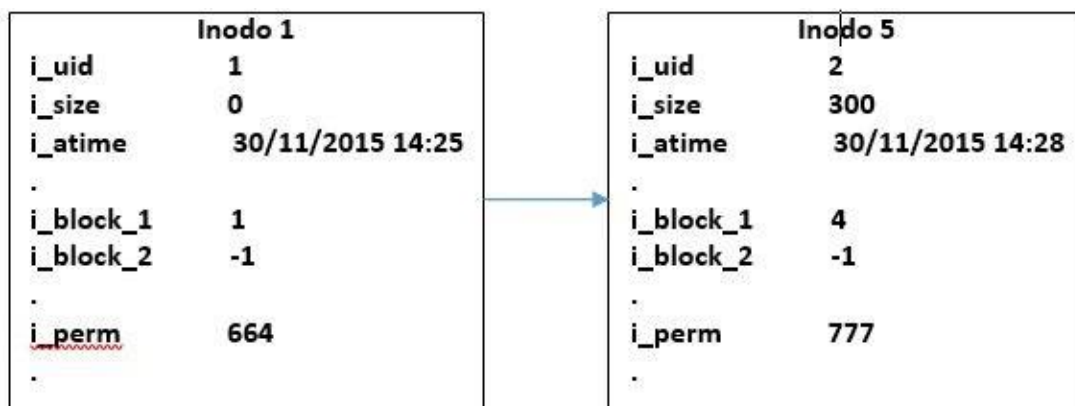 Inodo 1
i_uid 1
i_size 0
i_atime 30/11/2015 14:25
.
i_block_1 1
i_block_2 -1
.
i_perm 664
.
Inodo 5
i_uid 2
i_size 300
i_atime 30/11/2015 14:28
.
i_block_1 4
i_block_2 -1
.
i_perm 777
.